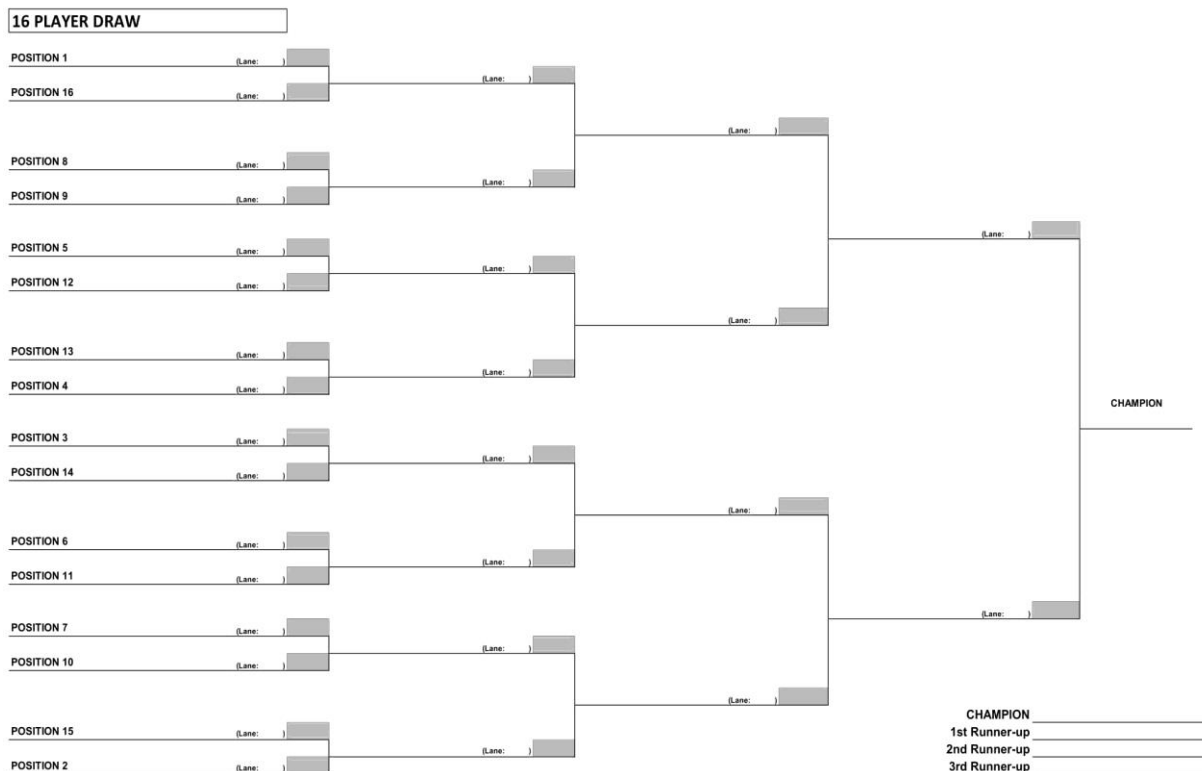 16 PLAYER DRAW
POSITION 1 (Lane: )
(Lane: )
POSITION 16 (Lane: )
(Lane: )
POSITION 8 (Lane: )
(Lane: )
POSITION 9 (Lane: )
(Lane: )
POSITION 5 (Lane: )
(Lane: )
POSITION 12 (Lane: )
(Lane: )
POSITION 13 (Lane: )
(Lane: )
POSITION 4 (Lane: )
CHAMPION
POSITION 3 (Lane: )
(Lane: )
POSITION 14 (Lane: )
(Lane: )
POSITION 6 (Lane: )
(Lane: )
POSITION 11 (Lane: )
(Lane: )
POSITION 7 (Lane: )
(Lane: )
POSITION 10 (Lane: )
(Lane: )
POSITION 15 (Lane: )
(Lane: )
POSITION 2 (Lane: )
CHAMPION
1st Runner-up
2nd Runner-up
3rd Runner-up